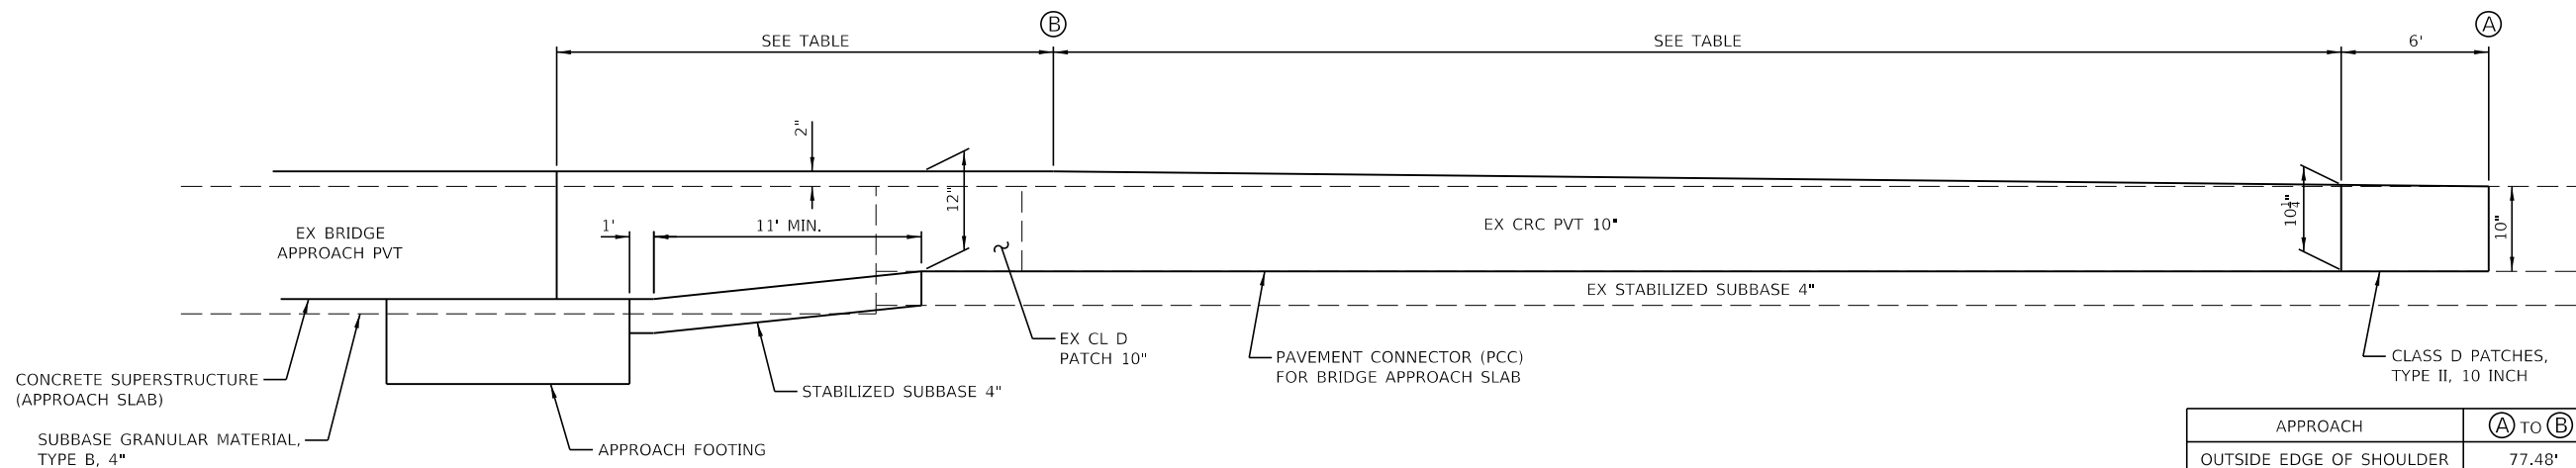 B
A
SEE TABLE
SEE TABLE
6'
2"
12"
1'
11' MIN.
EX BRIDGE
APPROACH PVT
EX CRC PVT 10"
10 1/4"
10"
EX STABILIZED SUBBASE 4"
EX CL D
PATCH 10"
PAVEMENT CONNECTOR (PCC)
FOR BRIDGE APPROACH SLAB
CLASS D PATCHES,
TYPE II, 10 INCH
CONCRETE SUPERSTRUCTURE
(APPROACH SLAB)
STABILIZED SUBBASE 4"
SUBBASE GRANULAR MATERIAL,
TYPE B, 4"
APPROACH FOOTING
APPROACH A TO B
OUTSIDE EDGE OF SHOULDER 77.48'